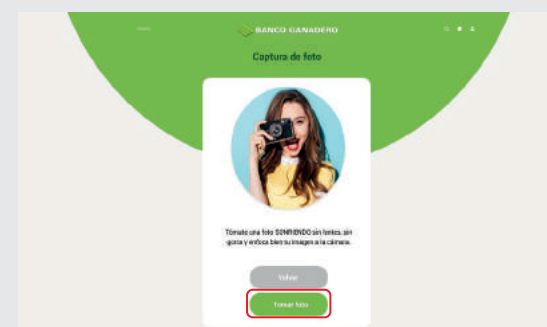 BANCO GANADERO
Captura de foto
Tómate una foto SONRIENDO sin lentes, sin
gorra y enfoca bien tu imagen a la cámara.
Volver
Tomar foto